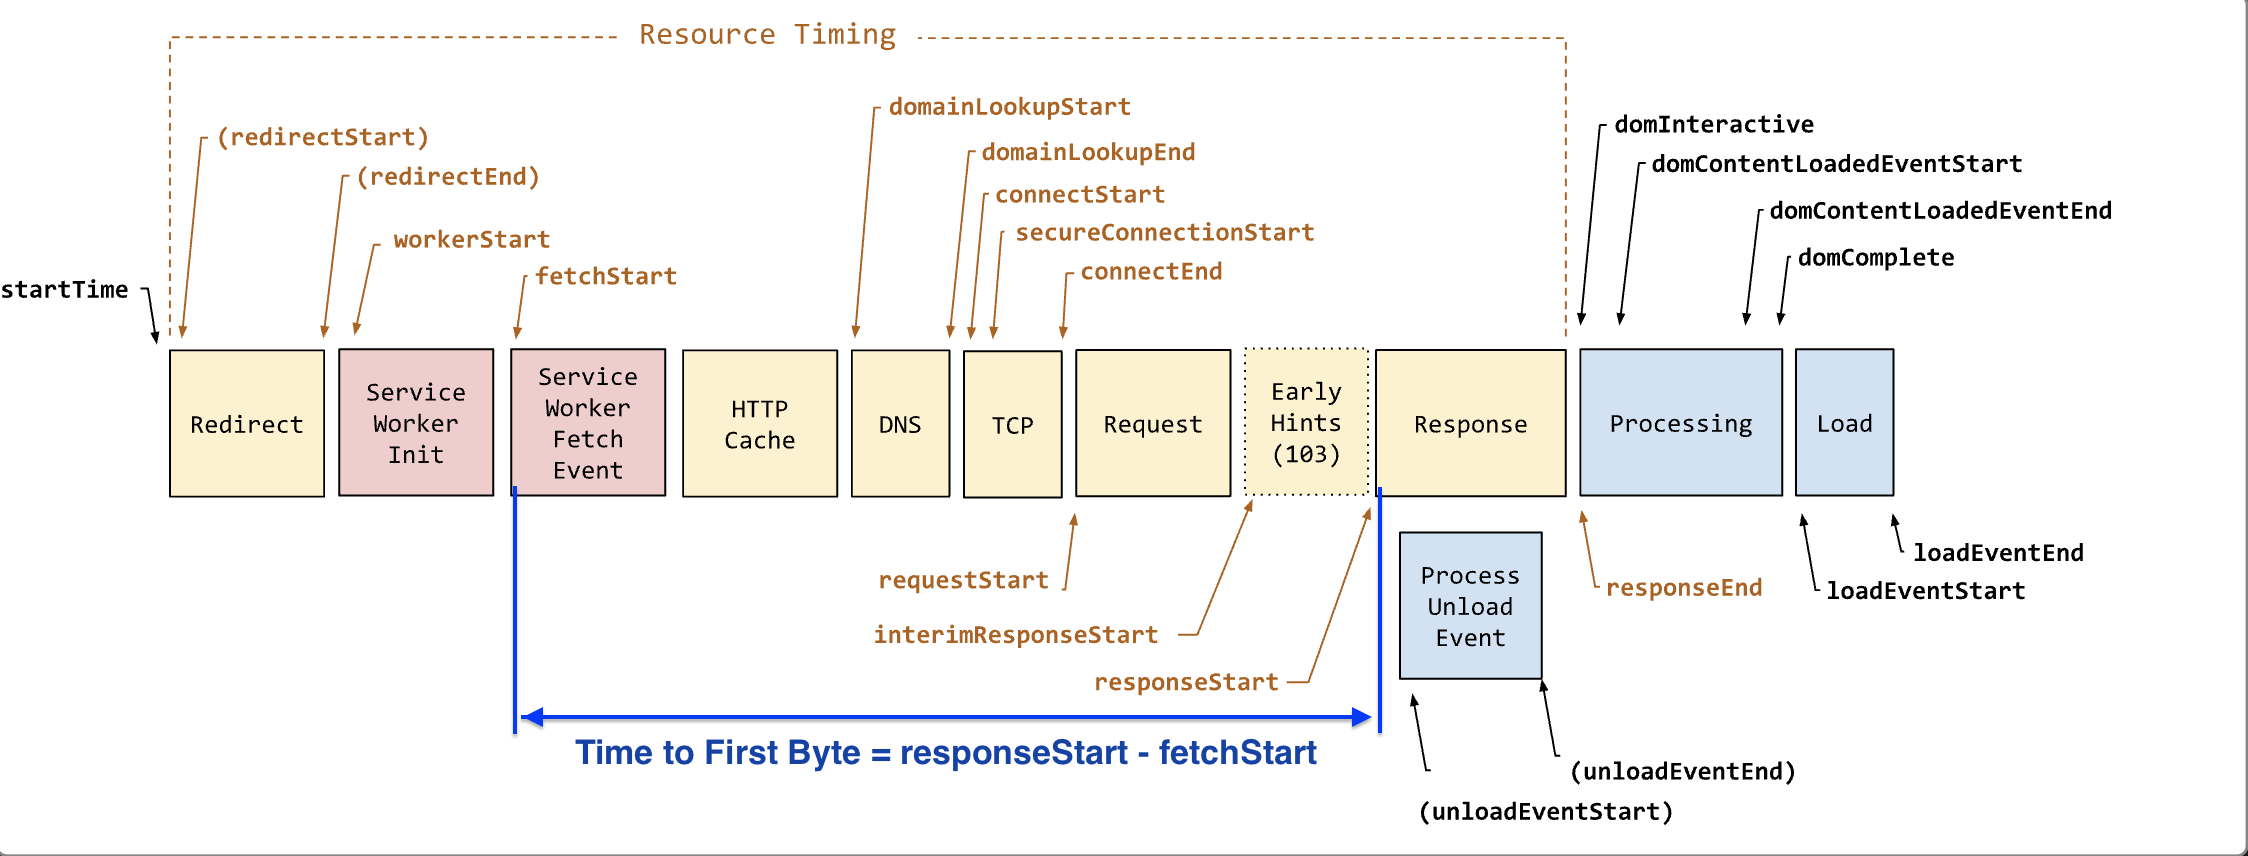 Resource Timing
domainLookupStart
(redirectStart)
domInteractive
domainLookupEnd
domContentLoadedEventStart
(redirectEnd)
connectStart
domContentLoadedEventEnd
workerStart
secureConnectionStart
domComplete
fetchStart
connectEnd
startTime
Redirect
Service
Worker
Init
Service
Worker
Fetch
Event
HTTP
Cache
DNS
TCP
Request
Early
Hints
(103)
Response
Processing
Load
requestStart
interimResponseStart
responseStart
Process
Unload
Event
responseEnd
loadEventEnd
loadEventStart
Time to First Byte = responseStart - fetchStart
(unloadEventEnd)
(unloadEventStart)